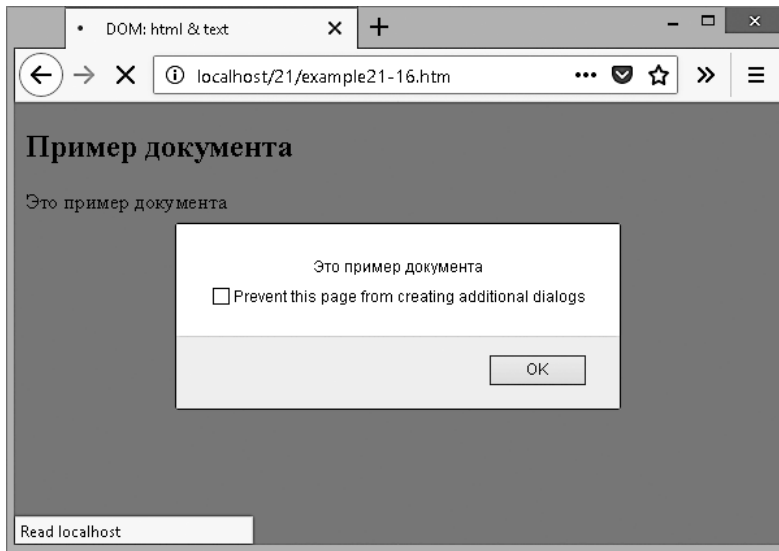 DOM: html & text
localhost/21/example21-16.htm
Пример документа
Это пример документа
Это пример документа
Prevent this page from creating additional dialogs
OK
Read localhost